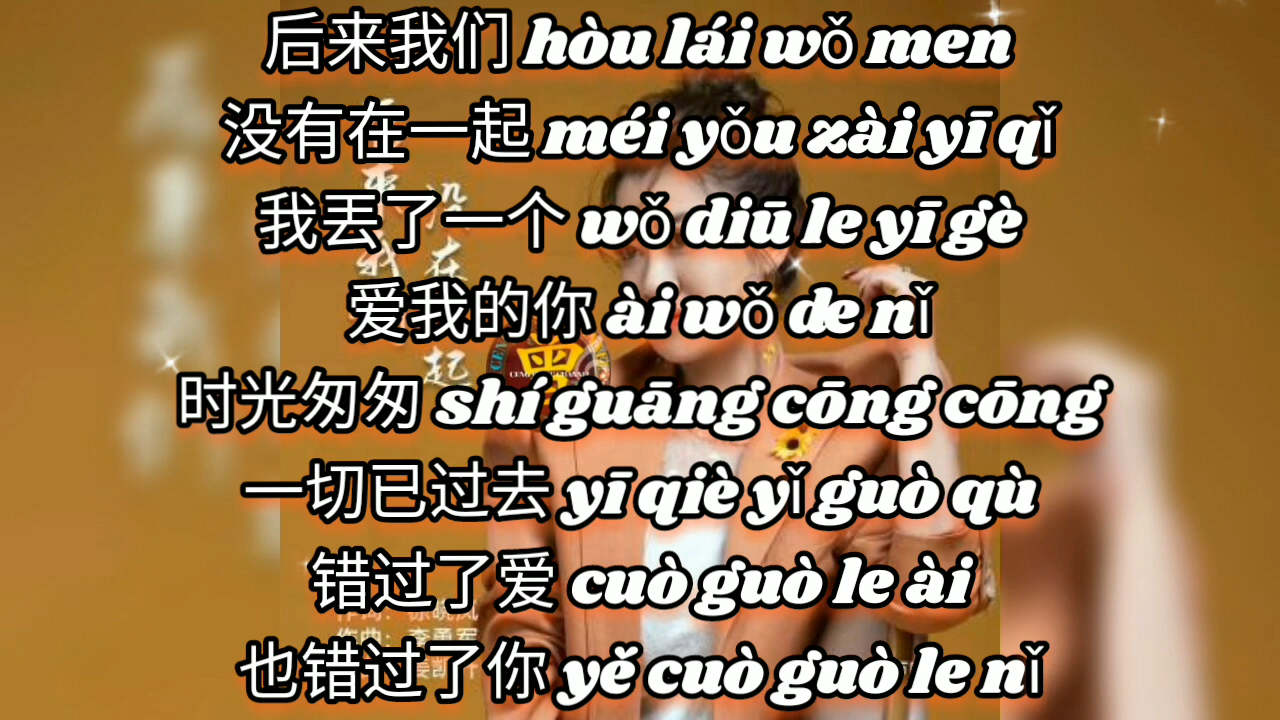 后来我们 hòu lái wǒ men
没有在一起 méi yǒu zài yī qǐ
我丢了一个 wǒ diū le yī gè
爱我的你 ài wǒ de nǐ
时光匆匆 shí guāng cōng cōng
一切已过去 yī qiè yǐ guò qù
错过了爱 cuò guò le ài
也错过了你 yě cuò guò le nǐ